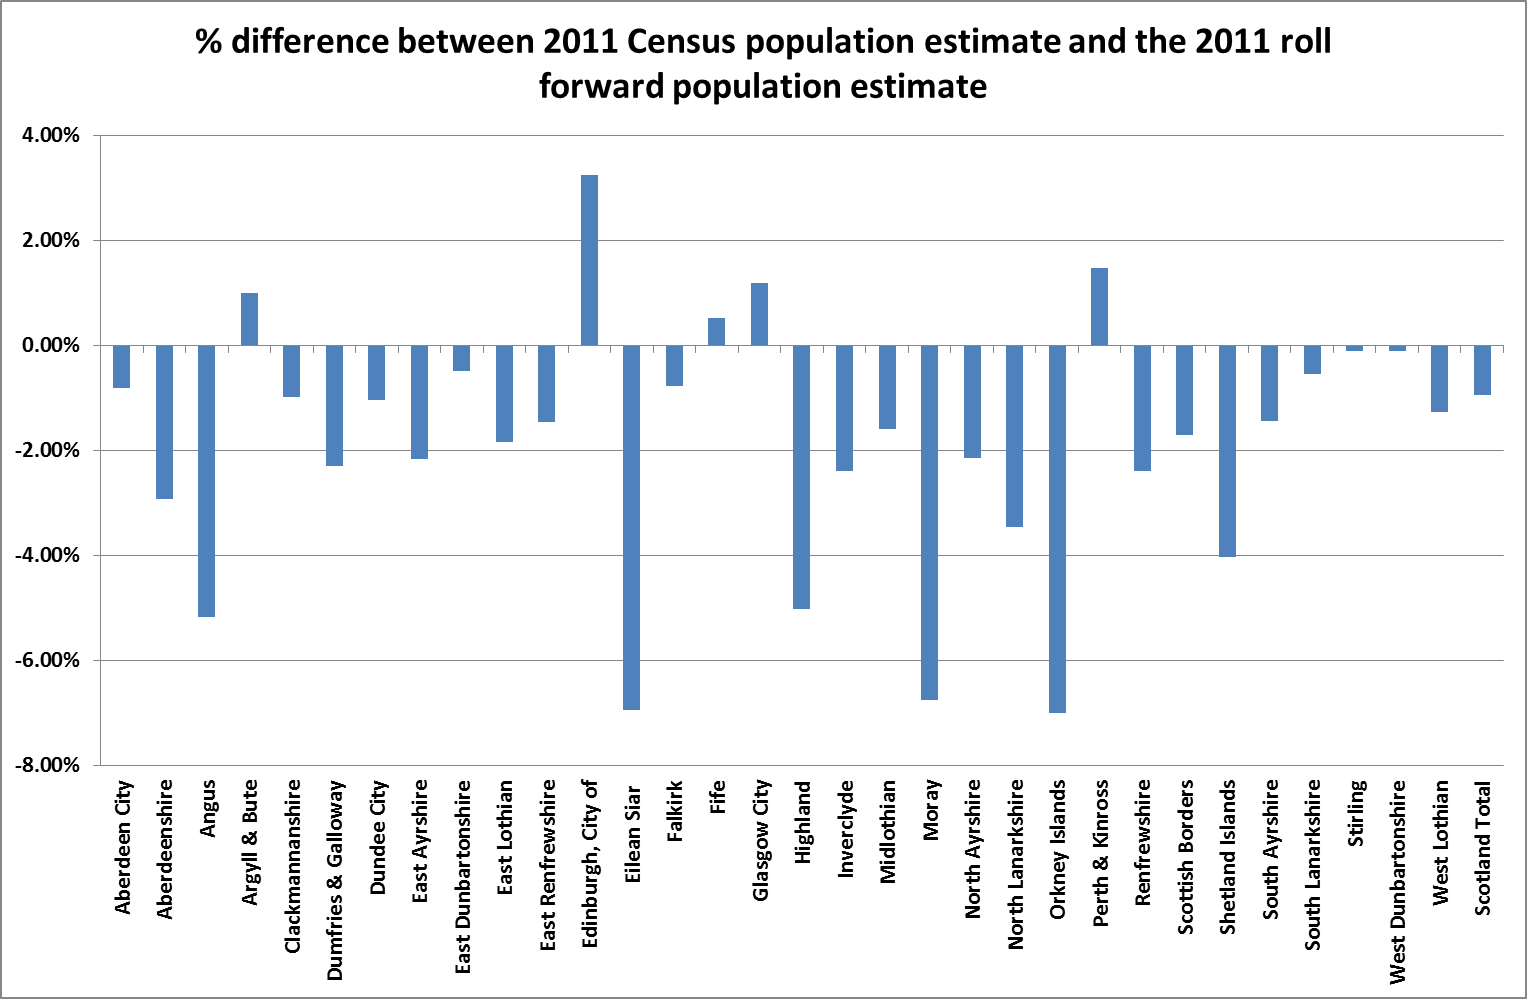 % difference between 2011 Census population estimate and the 2011 roll
forward population estimate
4.00%
2.00%
0.00%
-2.00%
-4.00%
-6.00%
-8.00%
Aberdeen City
Aberdeenshire
Angus
Argyll & Bute
Clackmannanshire
Dumfries & Galloway
Dundee City
East Ayrshire
East Dunbartonshire
East Lothian
East Renfrewshire
Edinburgh, City of
Eilean Siar
Falkirk
Fife
Glasgow City
Highland
Inverclyde
Midlothian
Moray
North Ayrshire
North Lanarkshire
Orkney Islands
Perth & Kinross
Renfrewshire
Scottish Borders
Shetland Islands
South Ayrshire
South Lanarkshire
Stirling
West Dunbartonshire
West Lothian
Scotland Total